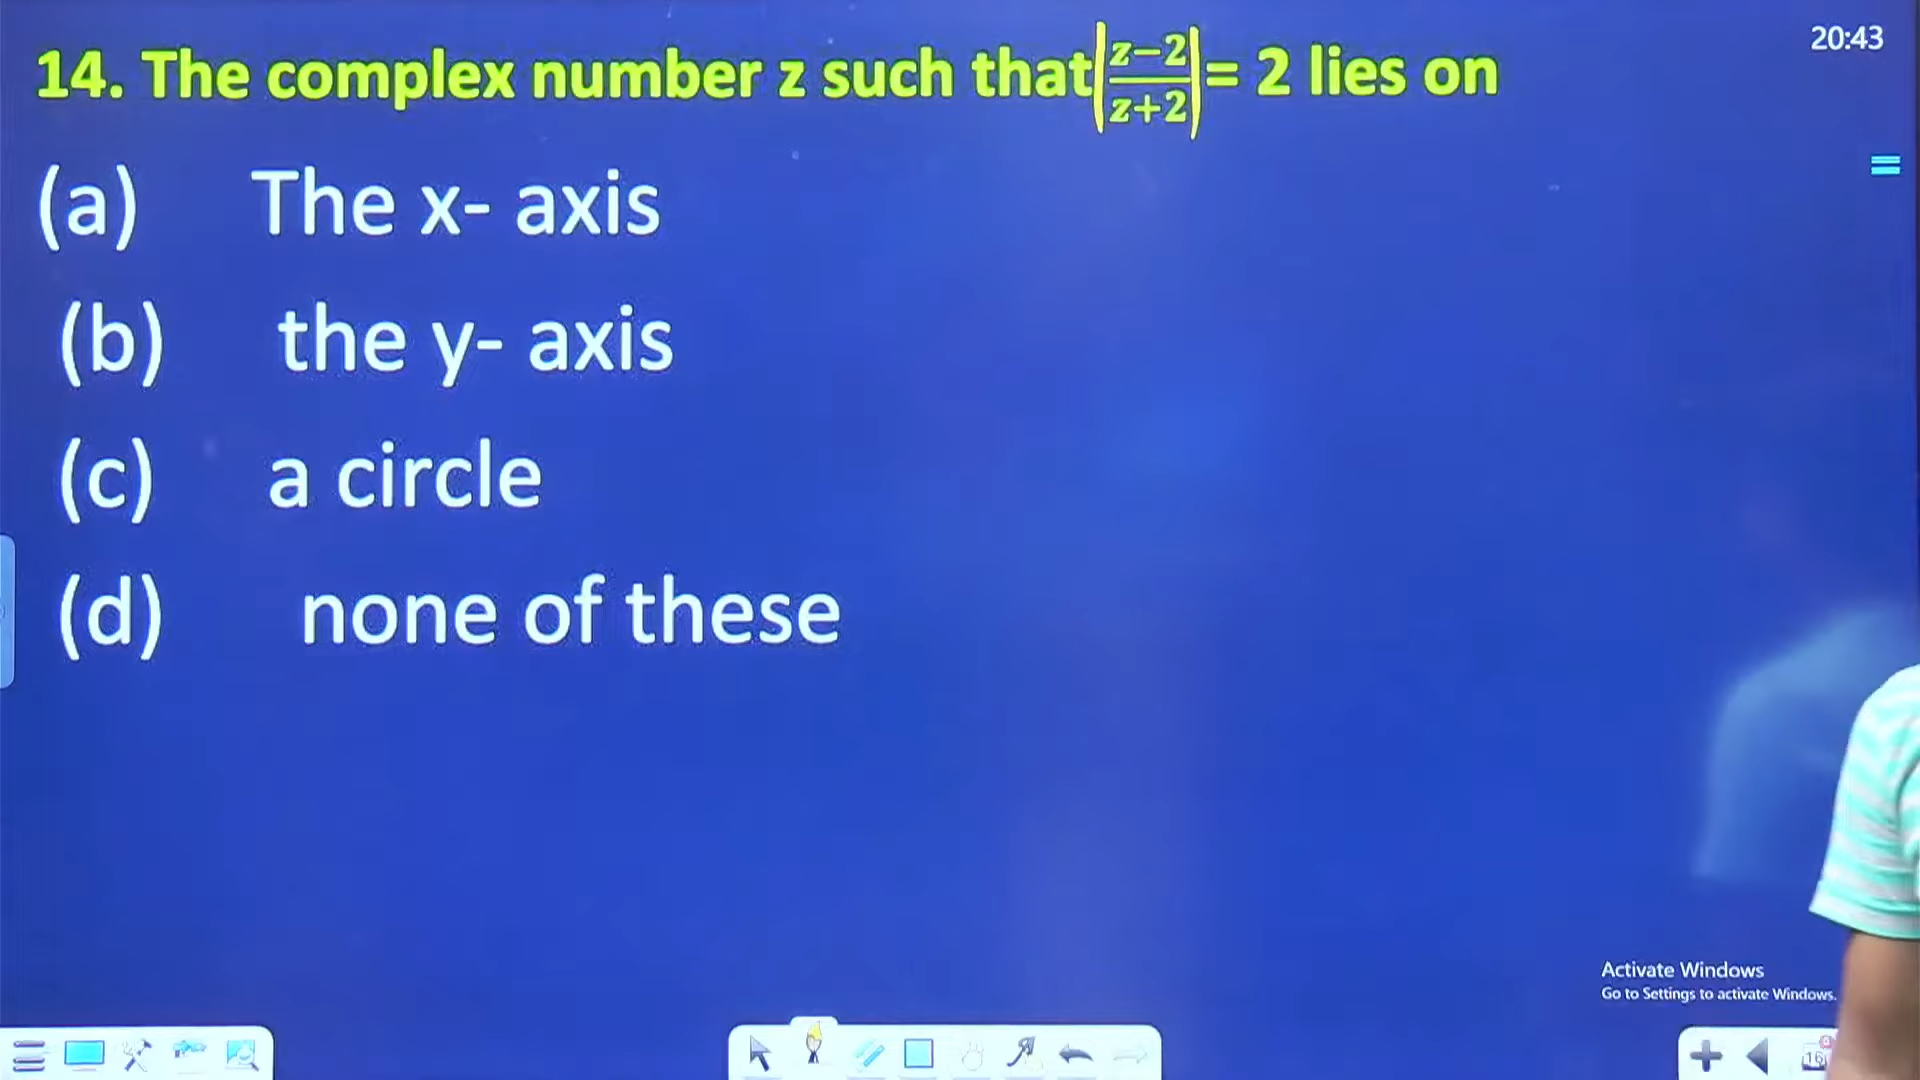 20:43
14. The complex number z such that |z−2/z+2| = 2 lies on
(a) The x- axis
(b) the y- axis
(c) a circle
(d) none of these
Activate Windows
Go to Settings to activate Windows.
16